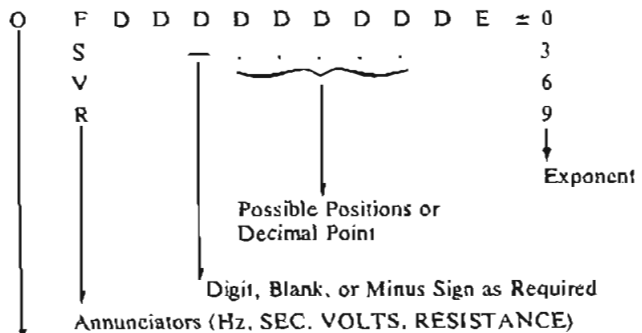 O F D D D D D D D D D E ± 0
S – . . . . . 3
V 6
R 9
Exponent
Possible Positions or
Decimal Point
Digit, Blank, or Minus Sign as Required
Annunciators (Hz, SEC. VOLTS, RESISTANCE)